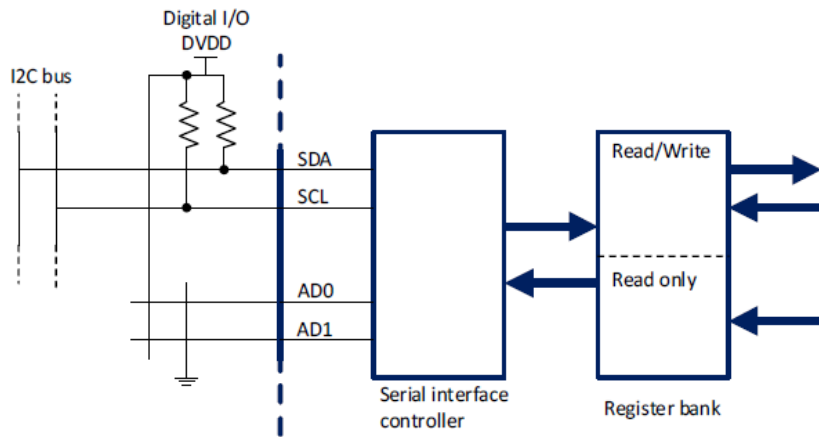 Digital I/O
DVDD
I2C bus
SDA
SCL
AD0
AD1
Read/Write
Read only
Serial interface
controller
Register bank